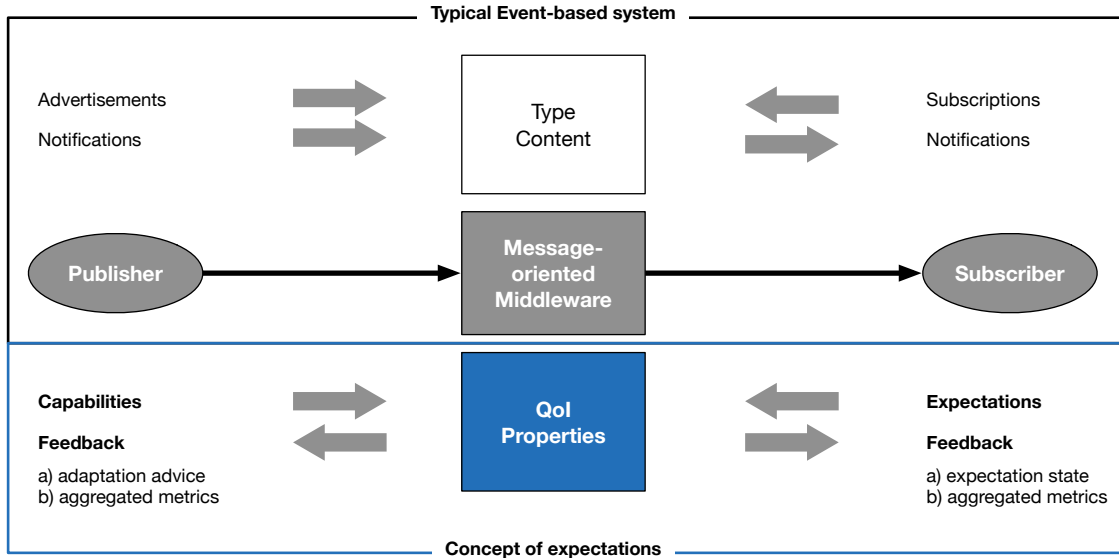 Typical Event-based system
Advertisements
Notifications
Type
Content
Subscriptions
Notifications
Publisher
Message-
oriented
Middleware
Subscriber
Capabilities
Feedback
a) adaptation advice
b) aggregated metrics
QoI
Properties
Expectations
Feedback
a) expectation state
b) aggregated metrics
Concept of expectations